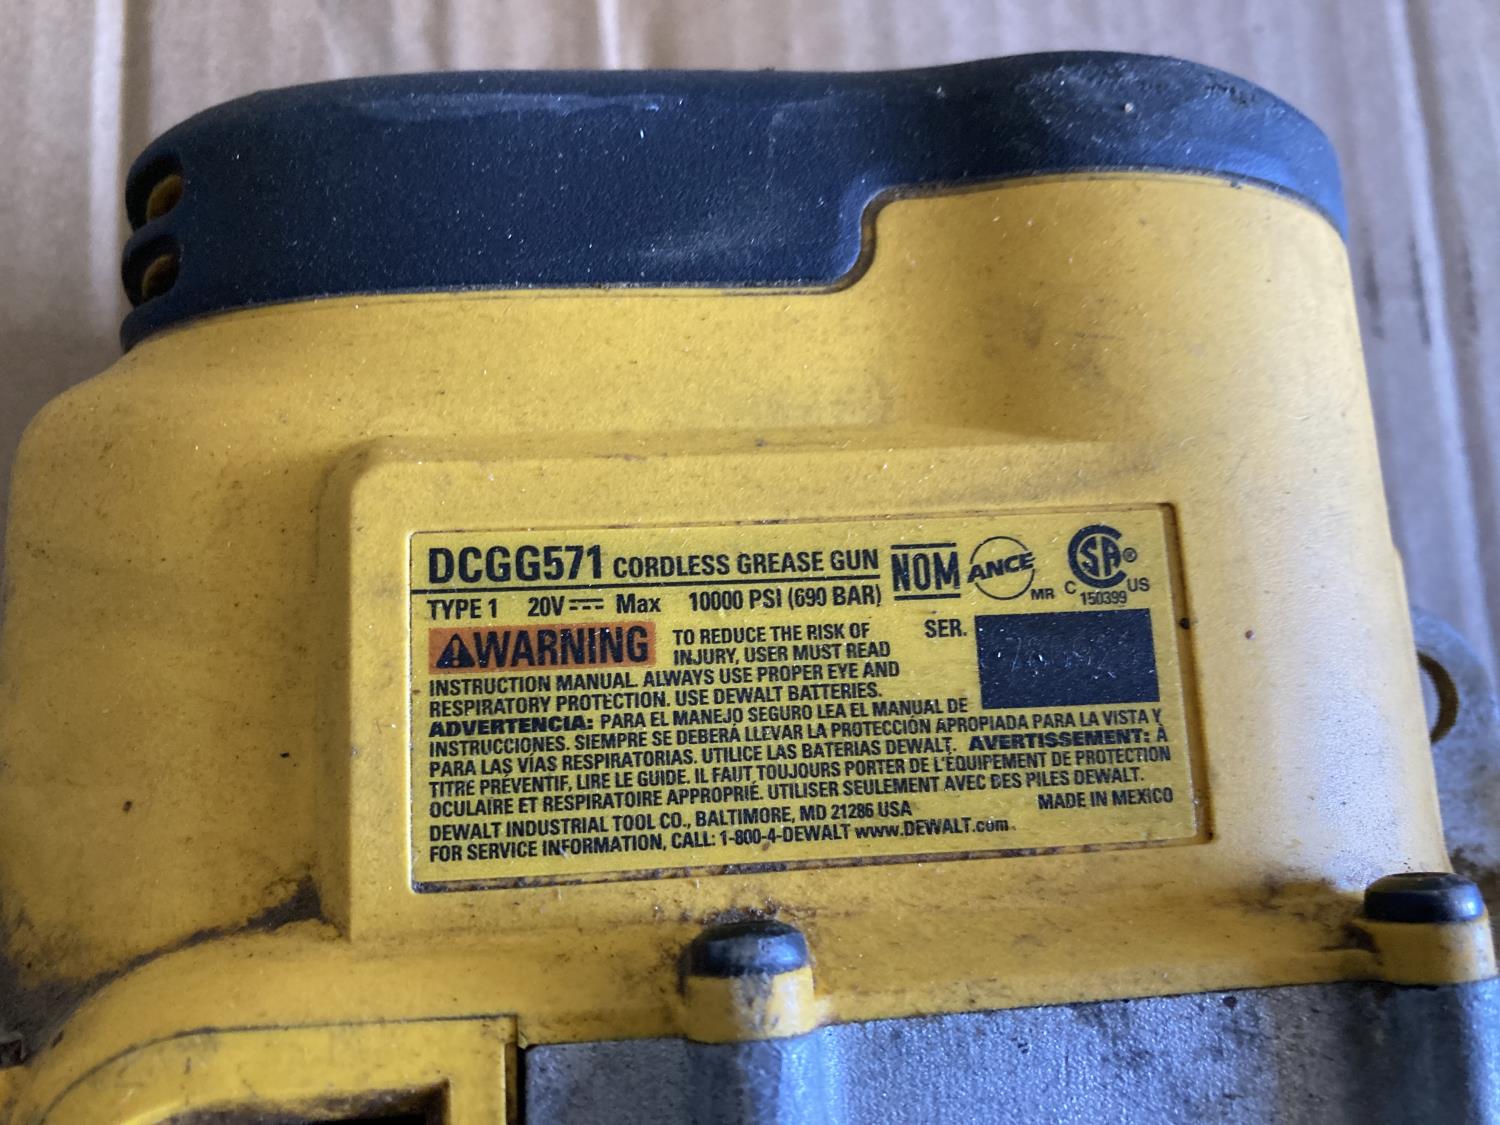 DCGG571 CORDLESS GREASE GUN NOM ANCE MR CSA® C US 150399
TYPE 1 20V Max 10000 PSI (690 BAR)
⚠WARNING TO REDUCE THE RISK OF SER.
INJURY, USER MUST READ
INSTRUCTION MANUAL. ALWAYS USE PROPER EYE AND
RESPIRATORY PROTECTION. USE DEWALT BATTERIES.
ADVERTENCIA: PARA EL MANEJO SEGURO LEA EL MANUAL DE
INSTRUCCIONES. SIEMPRE SE DEBERÁ LLEVAR LA PROTECCIÓN APROPIADA PARA LA VISTA Y
PARA LAS VÍAS RESPIRATORIAS. UTILICE LAS BATERIAS DEWALT. AVERTISSEMENT: À
TITRE PRÉVENTIF, LIRE LE GUIDE. IL FAUT TOUJOURS PORTER DE L'ÉQUIPEMENT DE PROTECTION
OCULAIRE ET RESPIRATOIRE APPROPRIÉ. UTILISER SEULEMENT AVEC DES PILES DEWALT.
DEWALT INDUSTRIAL TOOL CO., BALTIMORE, MD 21286 USA MADE IN MEXICO
FOR SERVICE INFORMATION, CALL: 1-800-4-DEWALT www.DEWALT.com